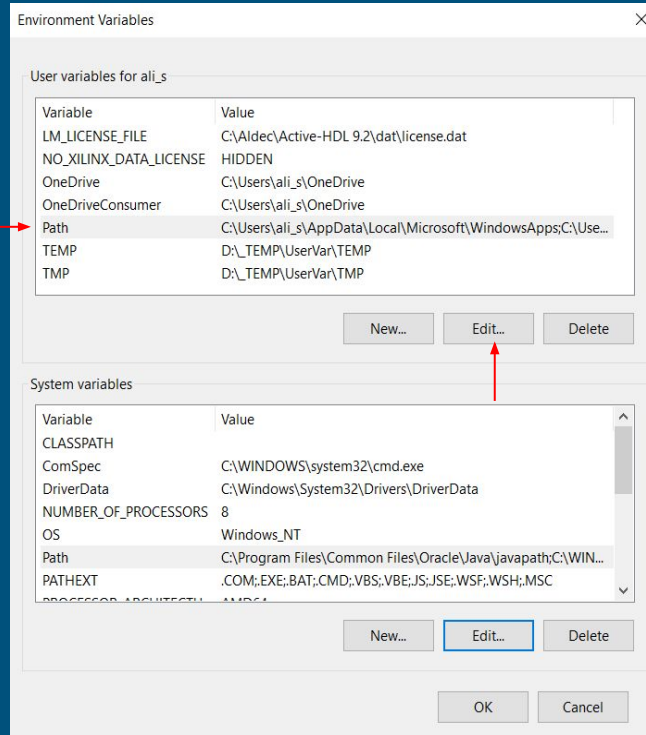 Environment Variables
User variables for ali_s
Variable Value
LM_LICENSE_FILE C:\Aldec\Active-HDL 9.2\dat\license.dat
NO_XILINX_DATA_LICENSE HIDDEN
OneDrive C:\Users\ali_s\OneDrive
OneDriveConsumer C:\Users\ali_s\OneDrive
Path C:\Users\ali_s\AppData\Local\Microsoft\WindowsApps;C:\Use...
TEMP D:\_TEMP\UserVar\TEMP
TMP D:\_TEMP\UserVar\TMP
New... Edit... Delete
System variables
Variable Value
CLASSPATH
ComSpec C:\WINDOWS\system32\cmd.exe
DriverData C:\Windows\System32\Drivers\DriverData
NUMBER_OF_PROCESSORS 8
OS Windows_NT
Path C:\Program Files\Common Files\Oracle\Java\javapath;C:\WIN...
PATHEXT .COM;.EXE;.BAT;.CMD;.VBS;.VBE;.JS;.JSE;.WSF;.WSH;.MSC
PROCESSOR_ARCHITECTU... AMD64
New... Edit... Delete
OK Cancel